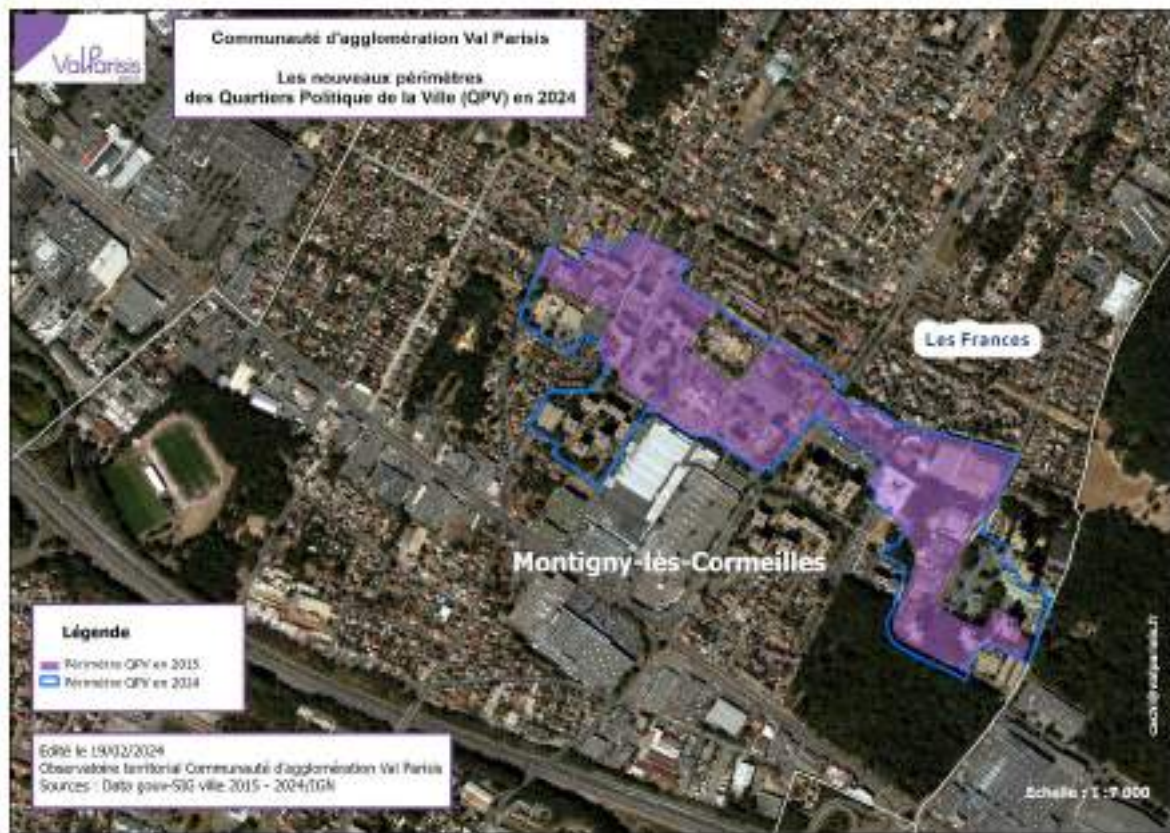 ValParisis
Communauté d'agglomération Val Parisis
Les nouveaux périmètres
des Quartiers Politique de la Ville (QPV) en 2024
Les Frances
Montigny-lès-Cormeilles
Légende
Périmètre QPV en 2015
Périmètre QPV en 2024
Edité le 19/02/2024
Observatoire territorial Communauté d'agglomération Val Parisis
Sources : Data gouv-SIG ville 2015 - 2024/IGN
Echelle : 1 :7 000